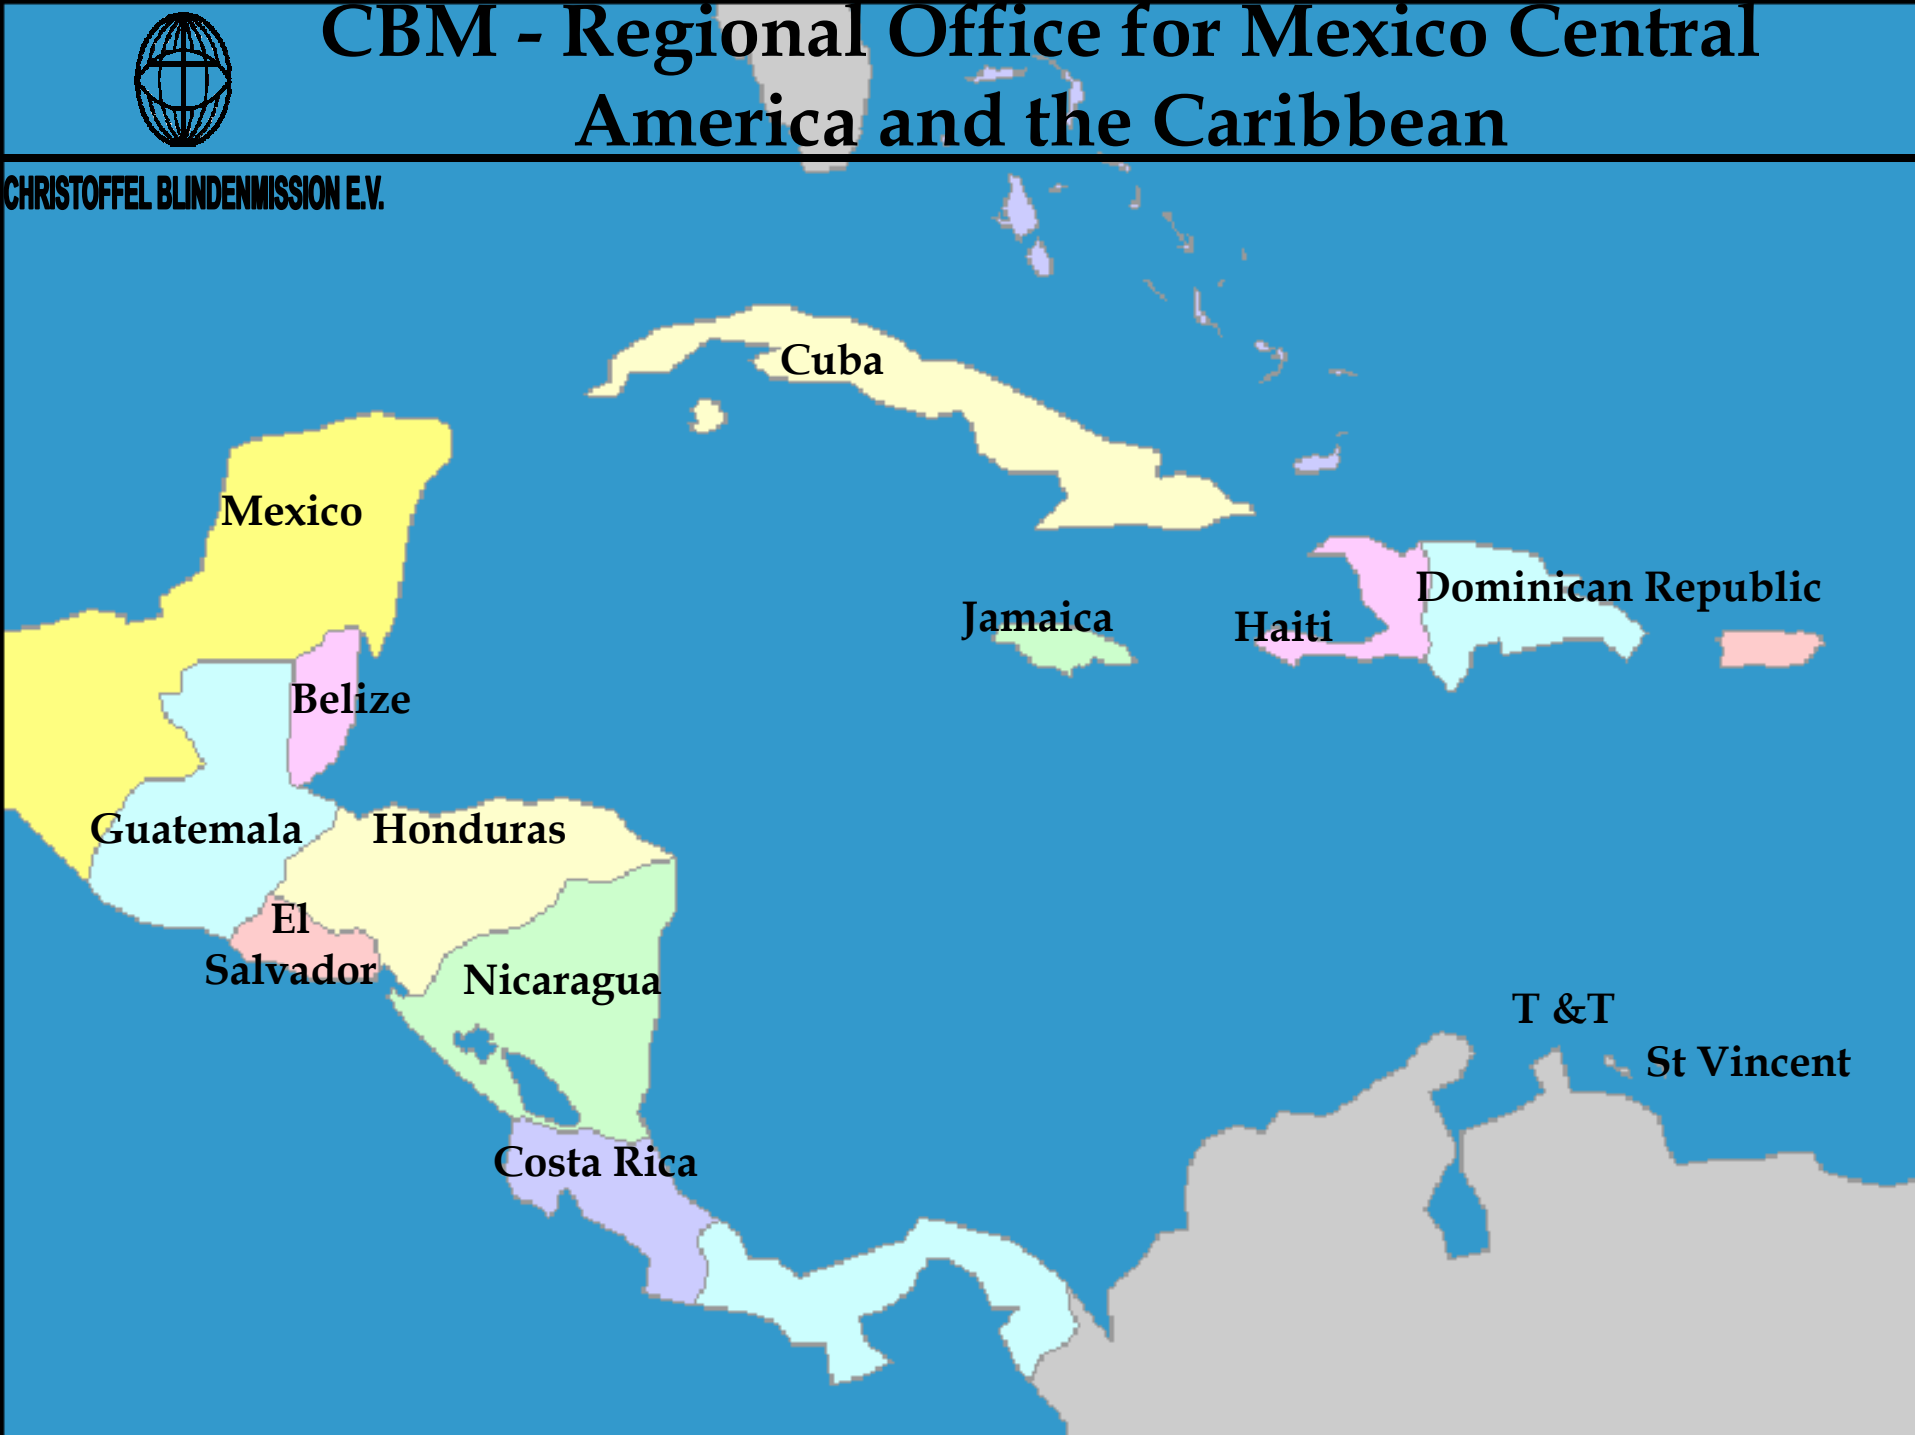 CBM - Regional Office for Mexico Central
America and the Caribbean
CHRISTOFFEL BLINDENMISSION E.V.
Cuba
Mexico
Dominican Republic
Jamaica
Haiti
Belize
Guatemala
Honduras
El
Salvador
Nicaragua
T &T
St Vincent
Costa Rica